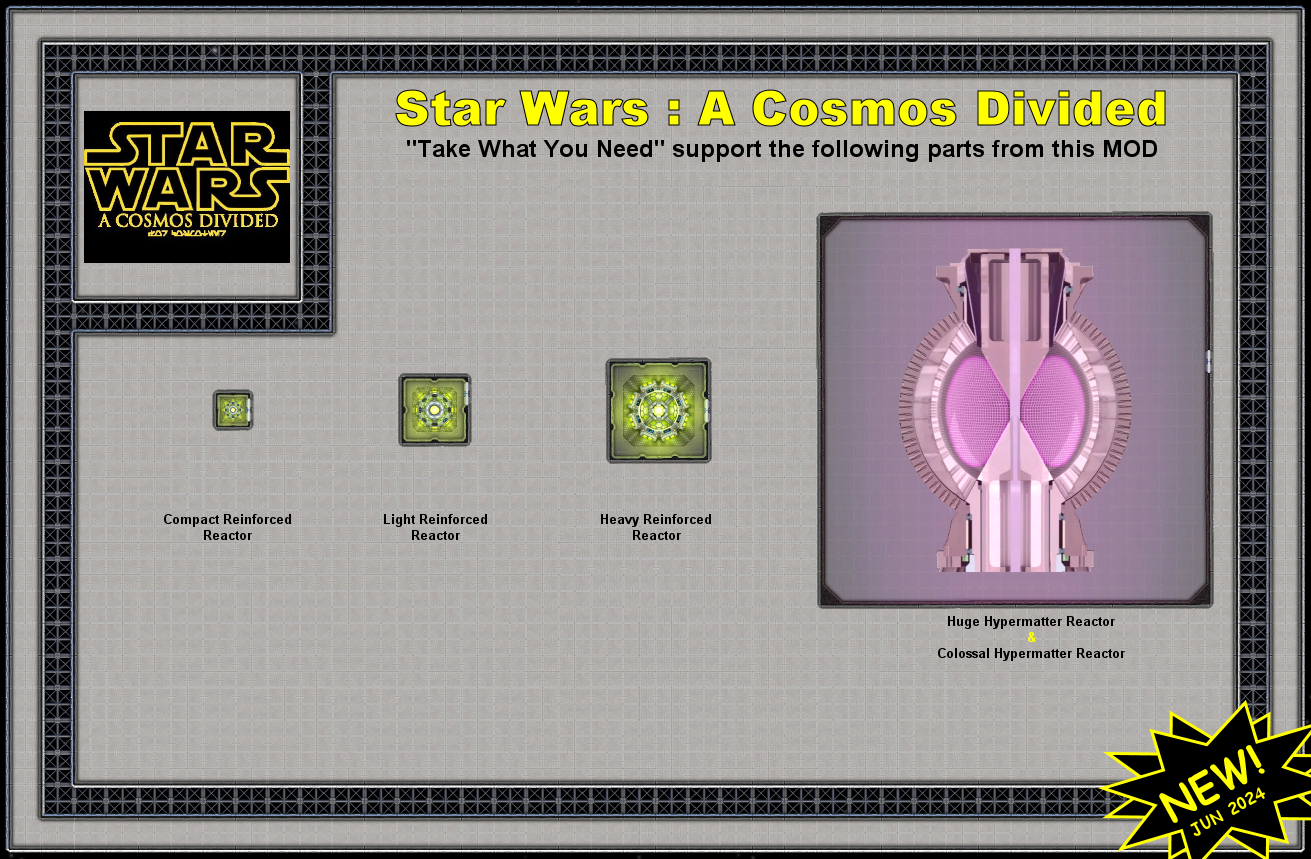 STAR
WARS
A COSMOS DIVIDED
Star Wars : A Cosmos Divided
"Take What You Need" support the following parts from this MOD
Compact Reinforced
Reactor
Light Reinforced
Reactor
Heavy Reinforced
Reactor
Huge Hypermatter Reactor
&
Colossal Hypermatter Reactor
NEW!
JUN 2024